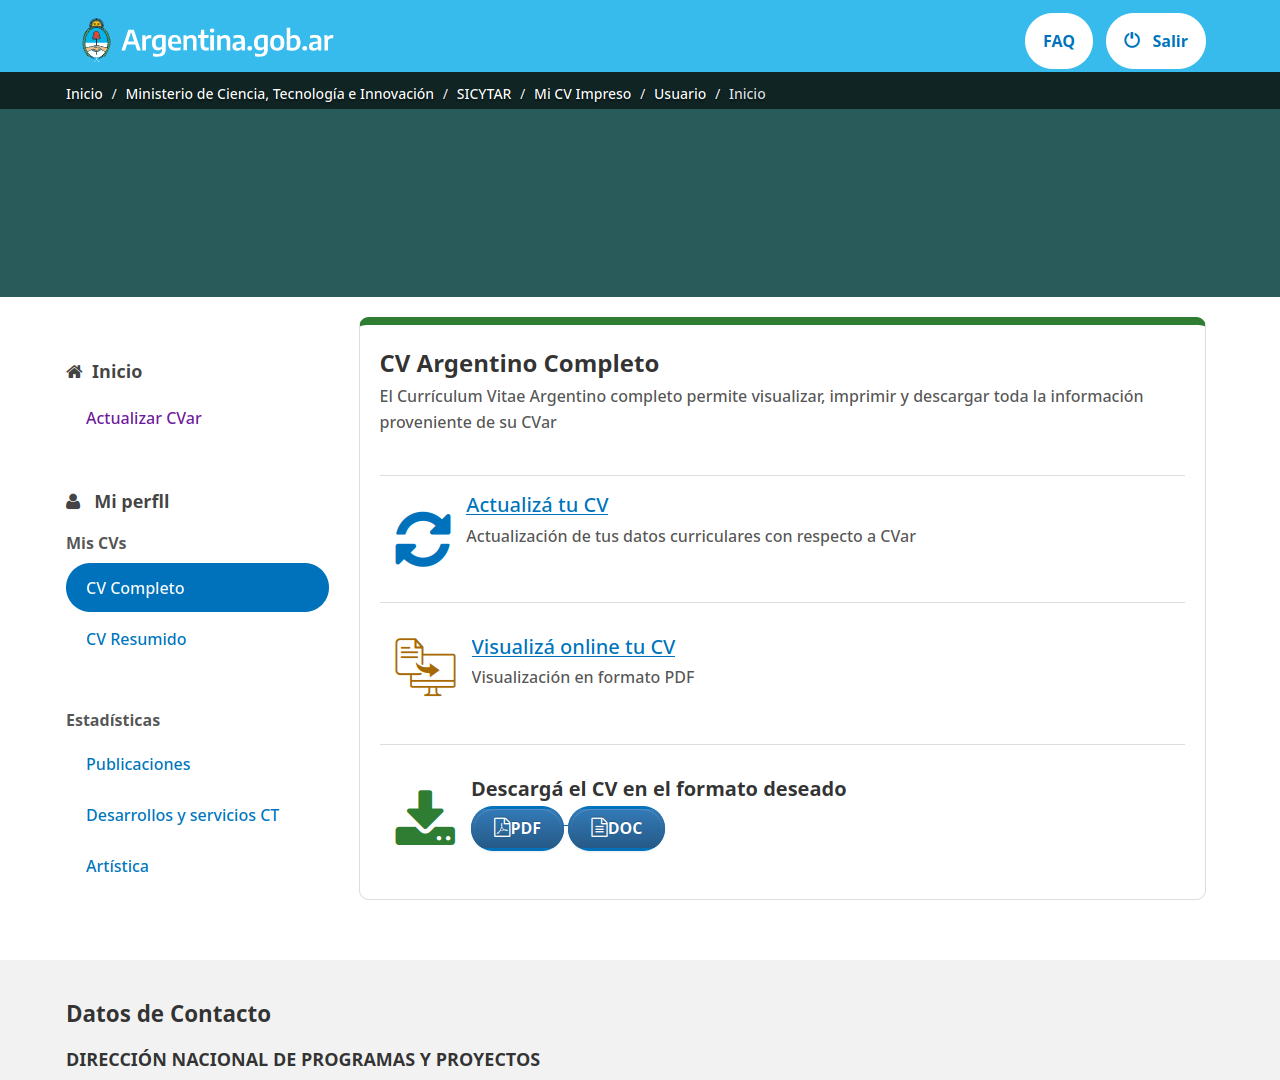 Argentina.gob.ar
FAQ
Salir
Inicio / Ministerio de Ciencia, Tecnología e Innovación / SICYTAR / Mi CV Impreso / Usuario / Inicio
Inicio
Actualizar CVar
Mi perfIl
Mis CVs
CV Completo
CV Resumido
Estadísticas
Publicaciones
Desarrollos y servicios CT
Artística
CV Argentino Completo
El Currículum Vitae Argentino completo permite visualizar, imprimir y descargar toda la información
proveniente de su CVar
Actualizá tu CV
Actualización de tus datos curriculares con respecto a CVar
Visualizá online tu CV
Visualización en formato PDF
Descargá el CV en el formato deseado
PDF
DOC
Datos de Contacto
DIRECCIÓN NACIONAL DE PROGRAMAS Y PROYECTOS